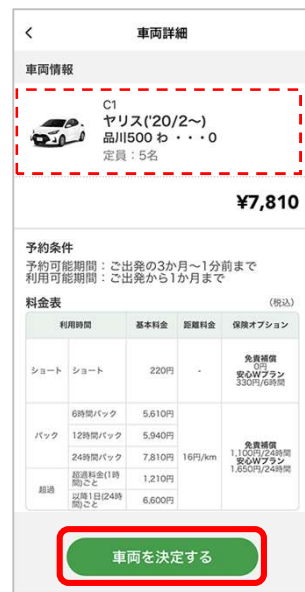 車両詳細
車両情報
C1
ヤリス('20/2~)
品川500 わ ・・・0
定員：5名
¥7,810
予約条件
予約可能期間：ご出発の3か月~1分前まで
利用可能期間：ご出発から1か月まで
料金表 (税込)
利用時間 基本料金 距離料金 保険オプション
ショート ショート 220円 - 免責補償
0円
安心Wプラン
330円/6時間
パック 6時間パック 5,610円
12時間パック 5,940円
24時間パック 7,810円 16円/km 免責補償
1,100円/24時間
安心Wプラン
1,650円/24時間
超過 超過料金(1時
間)ごと 1,210円
以降1日(24時
間)ごと 6,600円
車両を決定する